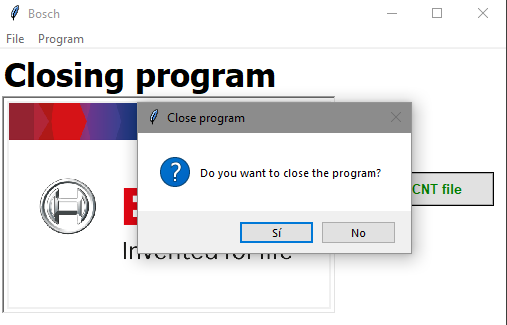 Bosch
File Program
Closing program
Close program
Do you want to close the program?
CNT file
Sí No
Invented for life